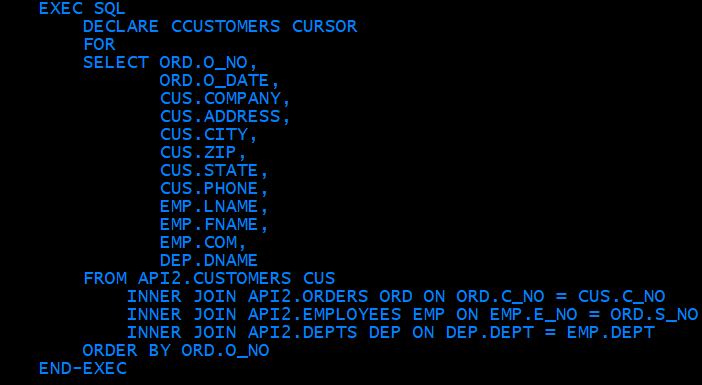 EXEC SQL
DECLARE CCUSTOMERS CURSOR
FOR
SELECT ORD.O_NO,
ORD.O_DATE,
CUS.COMPANY,
CUS.ADDRESS,
CUS.CITY,
CUS.ZIP,
CUS.STATE,
CUS.PHONE,
EMP.LNAME,
EMP.FNAME,
EMP.COM,
DEP.DNAME
FROM API2.CUSTOMERS CUS
INNER JOIN API2.ORDERS ORD ON ORD.C_NO = CUS.C_NO
INNER JOIN API2.EMPLOYEES EMP ON EMP.E_NO = ORD.S_NO
INNER JOIN API2.DEPTS DEP ON DEP.DEPT = EMP.DEPT
ORDER BY ORD.O_NO
END-EXEC